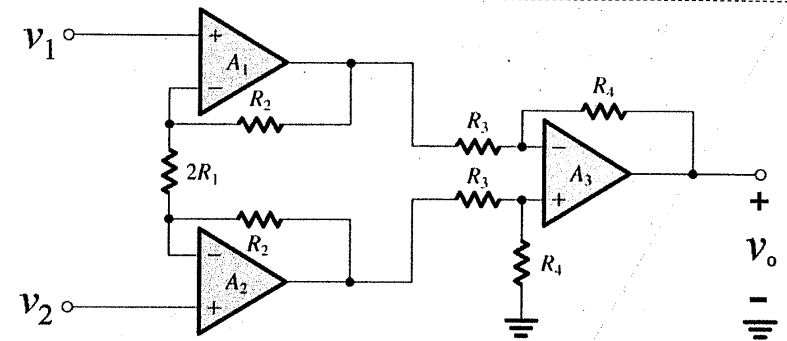 v₁
+
A₁
−
R₂
2R₁
R₂
−
A₂
+
v₂
R₃
R₃
R₄
−
A₃
+
R₄
+
vₒ
−